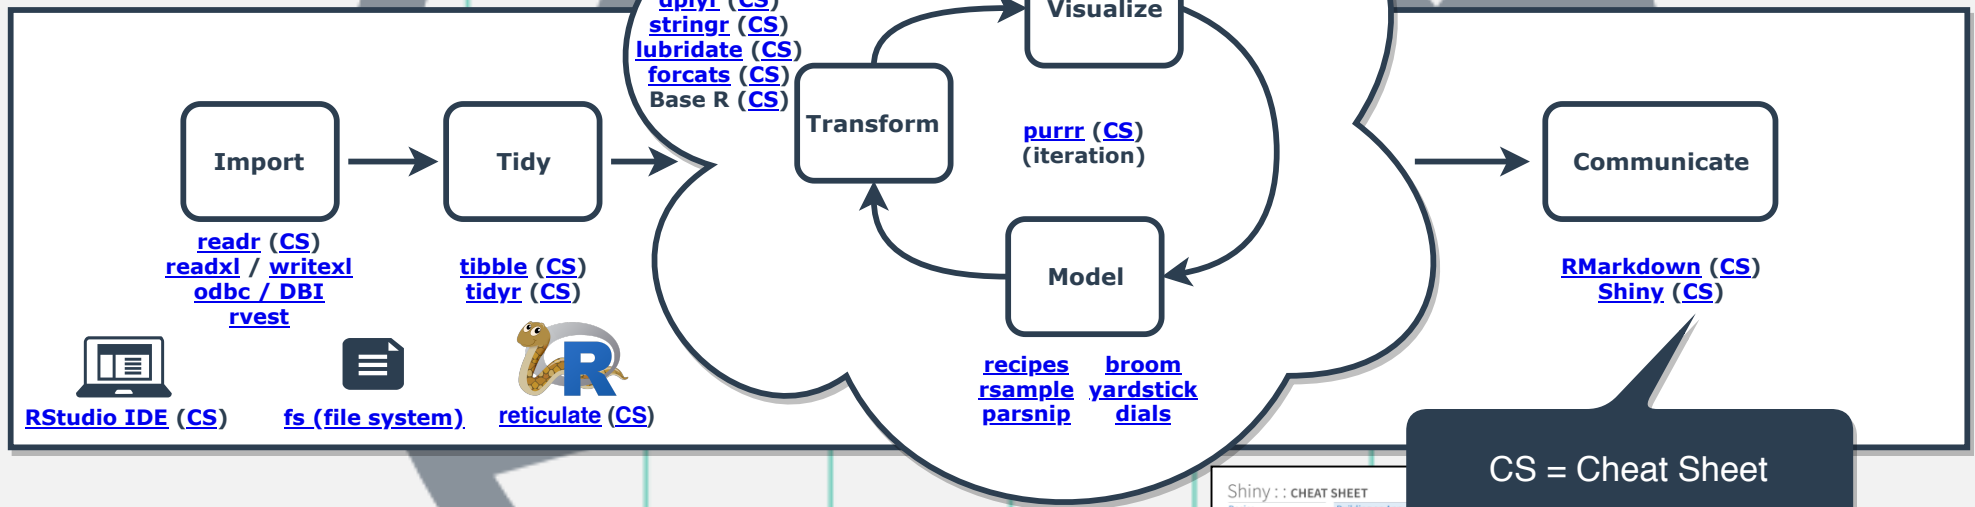 dplyr (CS)
stringr (CS)
lubridate (CS)
forcats (CS)
Base R (CS)
Visualize
Transform
purrr (CS)
(iteration)
Import
Tidy
Model
Communicate
readr (CS)
readxl / writexl
odbc / DBI
rvest
tibble (CS)
tidyr (CS)
RMarkdown (CS)
Shiny (CS)
R
RStudio IDE (CS)
fs (file system)
reticulate (CS)
recipes broom
rsample yardstick
parsnip dials
CS = Cheat Sheet
Shiny : : CHEAT SHEET